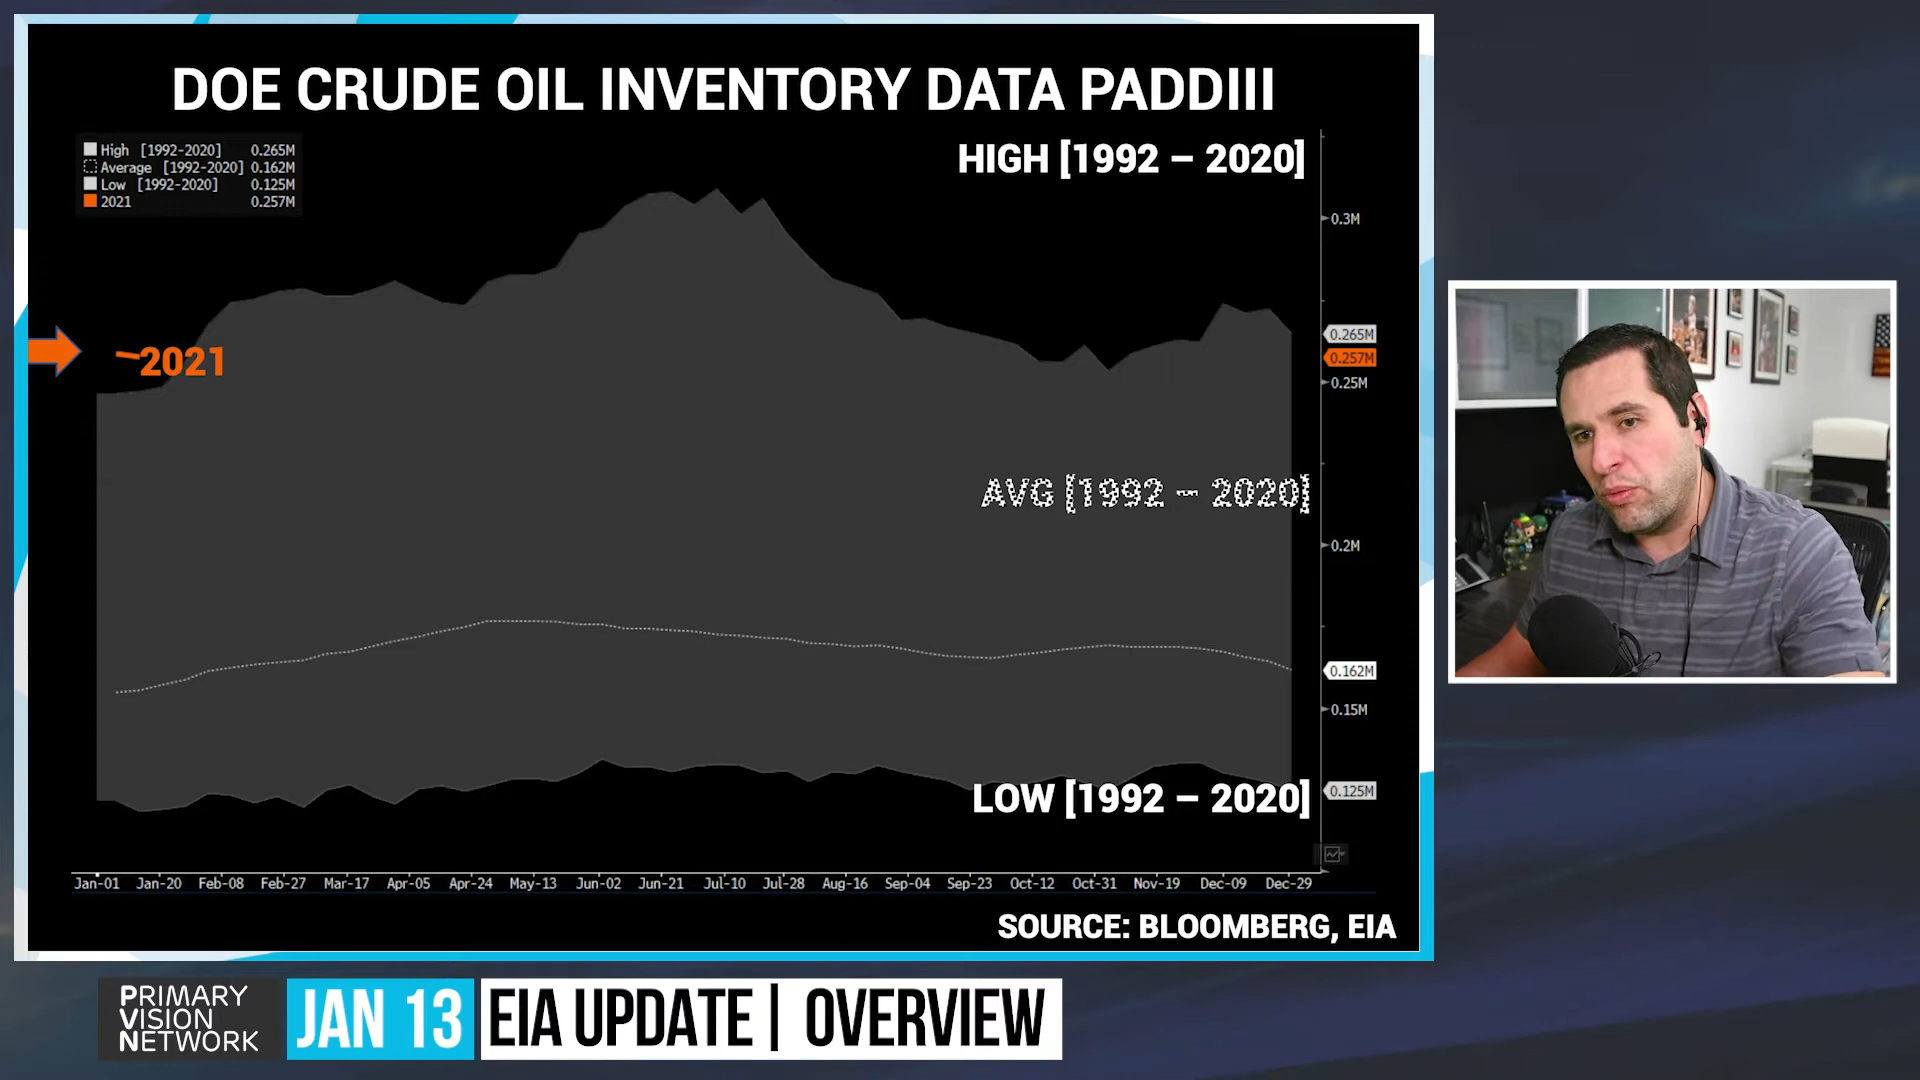 DOE CRUDE OIL INVENTORY DATA PADDIII
High [1992-2020] 0.265M
Average [1992-2020] 0.162M
Low [1992-2020] 0.125M
2021 0.257M
HIGH [1992 – 2020]
0.3M
0.265M
2021
0.257M
0.25M
AVG [1992 – 2020]
0.2M
0.162M
0.15M
LOW [1992 – 2020]
0.125M
Jan-01 Jan-20 Feb-08 Feb-27 Mar-17 Apr-05 Apr-24 May-13 Jun-02 Jun-21 Jul-10 Jul-28 Aug-16 Sep-04 Sep-23 Oct-12 Oct-31 Nov-19 Dec-09 Dec-29
SOURCE: BLOOMBERG, EIA
PRIMARY
VISION
NETWORK
JAN 13
EIA UPDATE | OVERVIEW